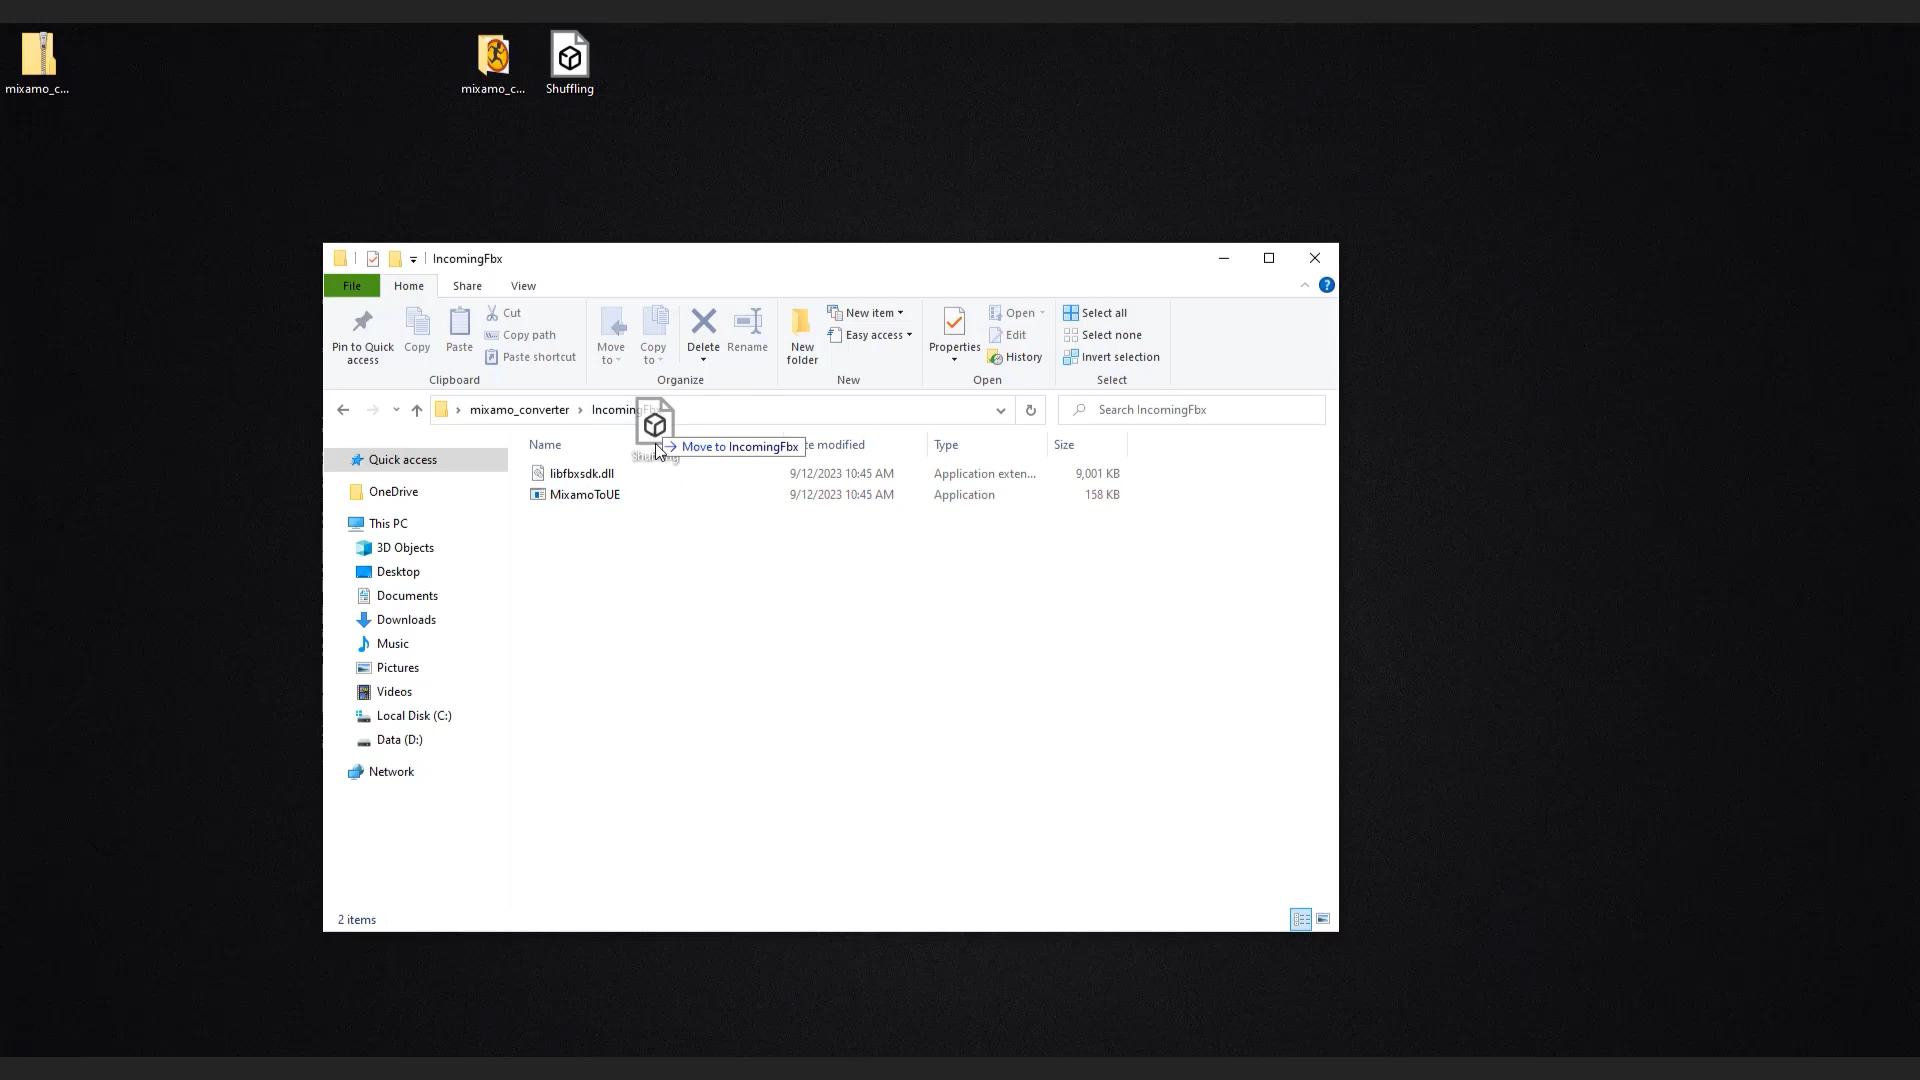 mixamo_c...
mixamo_c...
Shuffling
IncomingFbx
File
Home
Share
View
Pin to Quick access
Copy
Paste
Cut
Copy path
Paste shortcut
Clipboard
Move to
Copy to
Delete
Rename
Organize
New folder
New item
Easy access
New
Properties
Open
Edit
History
Open
Select all
Select none
Invert selection
Select
mixamo_converter
IncomingFbx
Search IncomingFbx
Move to IncomingFbx
Name
te modified
Type
Size
libfbxsdk.dll 9/12/2023 10:45 AM Application exten... 9,001 KB
MixamoToUE 9/12/2023 10:45 AM Application 158 KB
Quick access
OneDrive
This PC
3D Objects
Desktop
Documents
Downloads
Music
Pictures
Videos
Local Disk (C:)
Data (D:)
Network
2 items